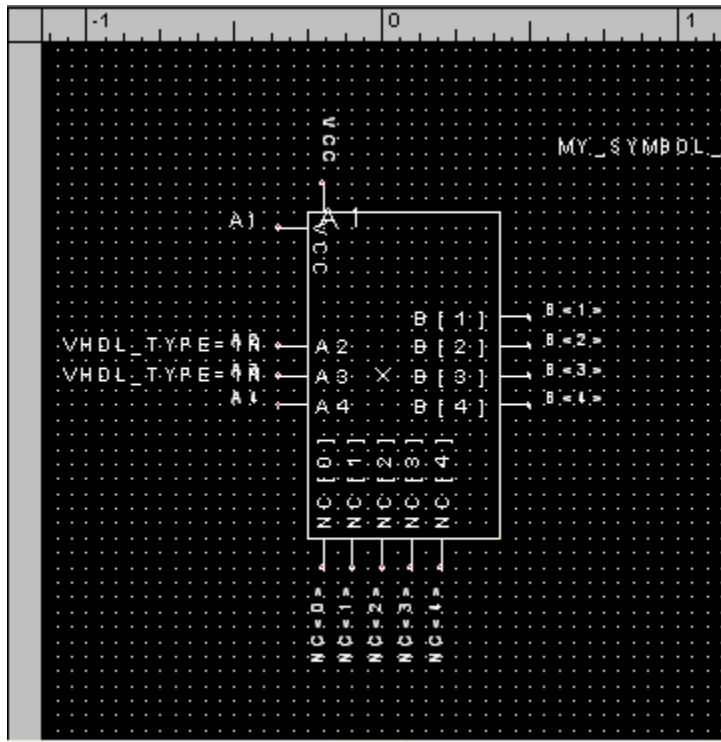 -1 0 1
VCC
MY_SYMBOL_
A1
A1
VCC
B[1] B<1>
VHDL_TYPE=IN A2 B[2] B<2>
VHDL_TYPE=IN A3 B[3] B<3>
A4 B[4] B<4>
NC[0] NC[1] NC[2] NC[3] NC[4]
NC<0> NC<1> NC<2> NC<3> NC<4>